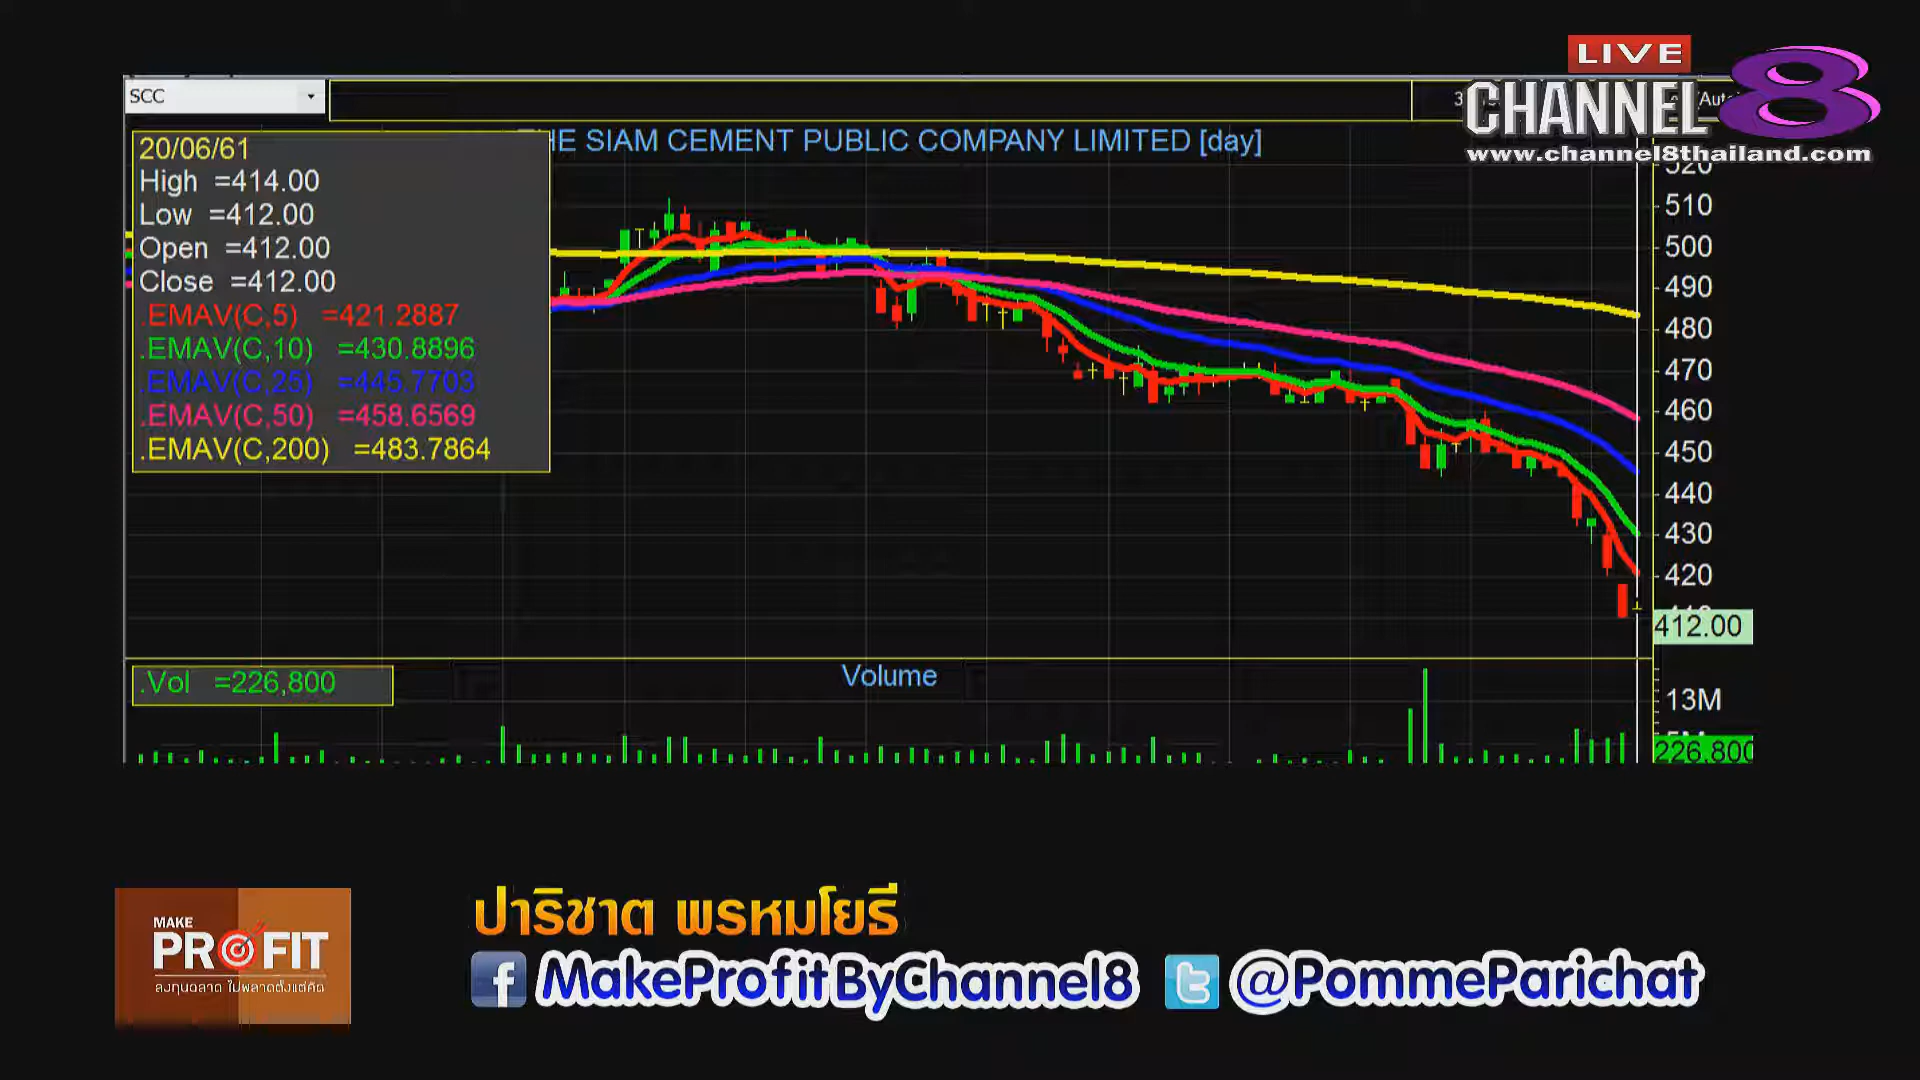 LIVE
CHANNEL 8
www.channel8thailand.com
SCC
THE SIAM CEMENT PUBLIC COMPANY LIMITED [day]
20/06/61
High =414.00
Low =412.00
Open =412.00
Close =412.00
.EMAV(C,5) =421.2887
.EMAV(C,10) =430.8896
.EMAV(C,25) =445.7703
.EMAV(C,50) =458.6569
.EMAV(C,200) =483.7864
520
510
500
490
480
470
460
450
440
430
420
412.00
.Vol =226,800
Volume
13M
5M
226,800
MAKE
PROFIT
ลงทุนฉลาด ไม่พลาดตั้งแต่คิด
ปาริชาต พรหมโยธี
MakeProfitByChannel8
@PommeParichat